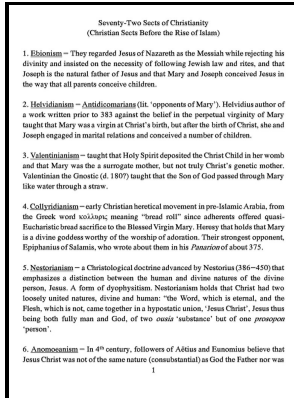 Seventy-Two Sects of Christianity
(Christian Sects Before the Rise of Islam)
1. Ebionism – They regarded Jesus of Nazareth as the Messiah while rejecting his
divinity and insisted on the necessity of following Jewish law and rites, and that
Joseph is the natural father of Jesus and that Mary and Joseph conceived Jesus in
the way that all parents conceive children.
2. Helvidianism – Antidicomarians (lit. 'opponents of Mary'). Helvidius author of
a work written prior to 383 against the belief in the perpetual virginity of Mary
taught that Mary was a virgin at Christ's birth, but after the birth of Christ, she and
Joseph engaged in marital relations and conceived a number of children.
3. Valentinianism – taught that Holy Spirit deposited the Christ Child in her womb
and that Mary was the a surrogate mother, but not truly Christ's genetic mother.
Valentinian the Gnostic (d. 180?) taught that the Son of God passed through Mary
like water through a straw.
4. Collyridianism – early Christian heretical movement in pre-Islamic Arabia, from
the Greek word κολλυρις meaning "bread roll" since adherents offered quasi-
Eucharistic bread sacrifice to the Blessed Virgin Mary. Heresy that holds that Mary
is a divine goddess worthy of the worship of adoration. Their strongest opponent,
Epiphanius of Salamis, who wrote about them in his Panarion of about 375.
5. Nestorianism – a Christological doctrine advanced by Nestorius (386–450) that
emphasizes a distinction between the human and divine natures of the divine
person, Jesus. A form of dyophysitism. Nestorianism holds that Christ had two
loosely united natures, divine and human: "the Word, which is eternal, and the
Flesh, which is not, came together in a hypostatic union, 'Jesus Christ', Jesus thus
being both fully man and God, of two ousia 'substance' but of one prosopon
'person'.
6. Anomoeanism – In 4th century, followers of Aëtius and Eunomius believe that
Jesus Christ was not of the same nature (consubstantial) as God the Father nor was
1